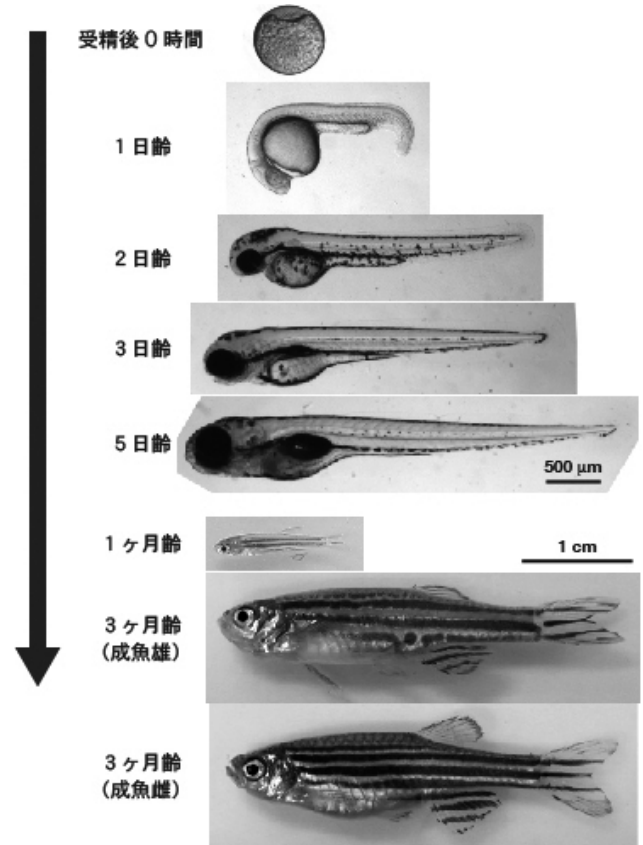 受精後0時間
1日齢
2日齢
3日齢
5日齢
500 μm
1ヶ月齢
1 cm
3ヶ月齢
(成魚雄)
3ヶ月齢
(成魚雌)